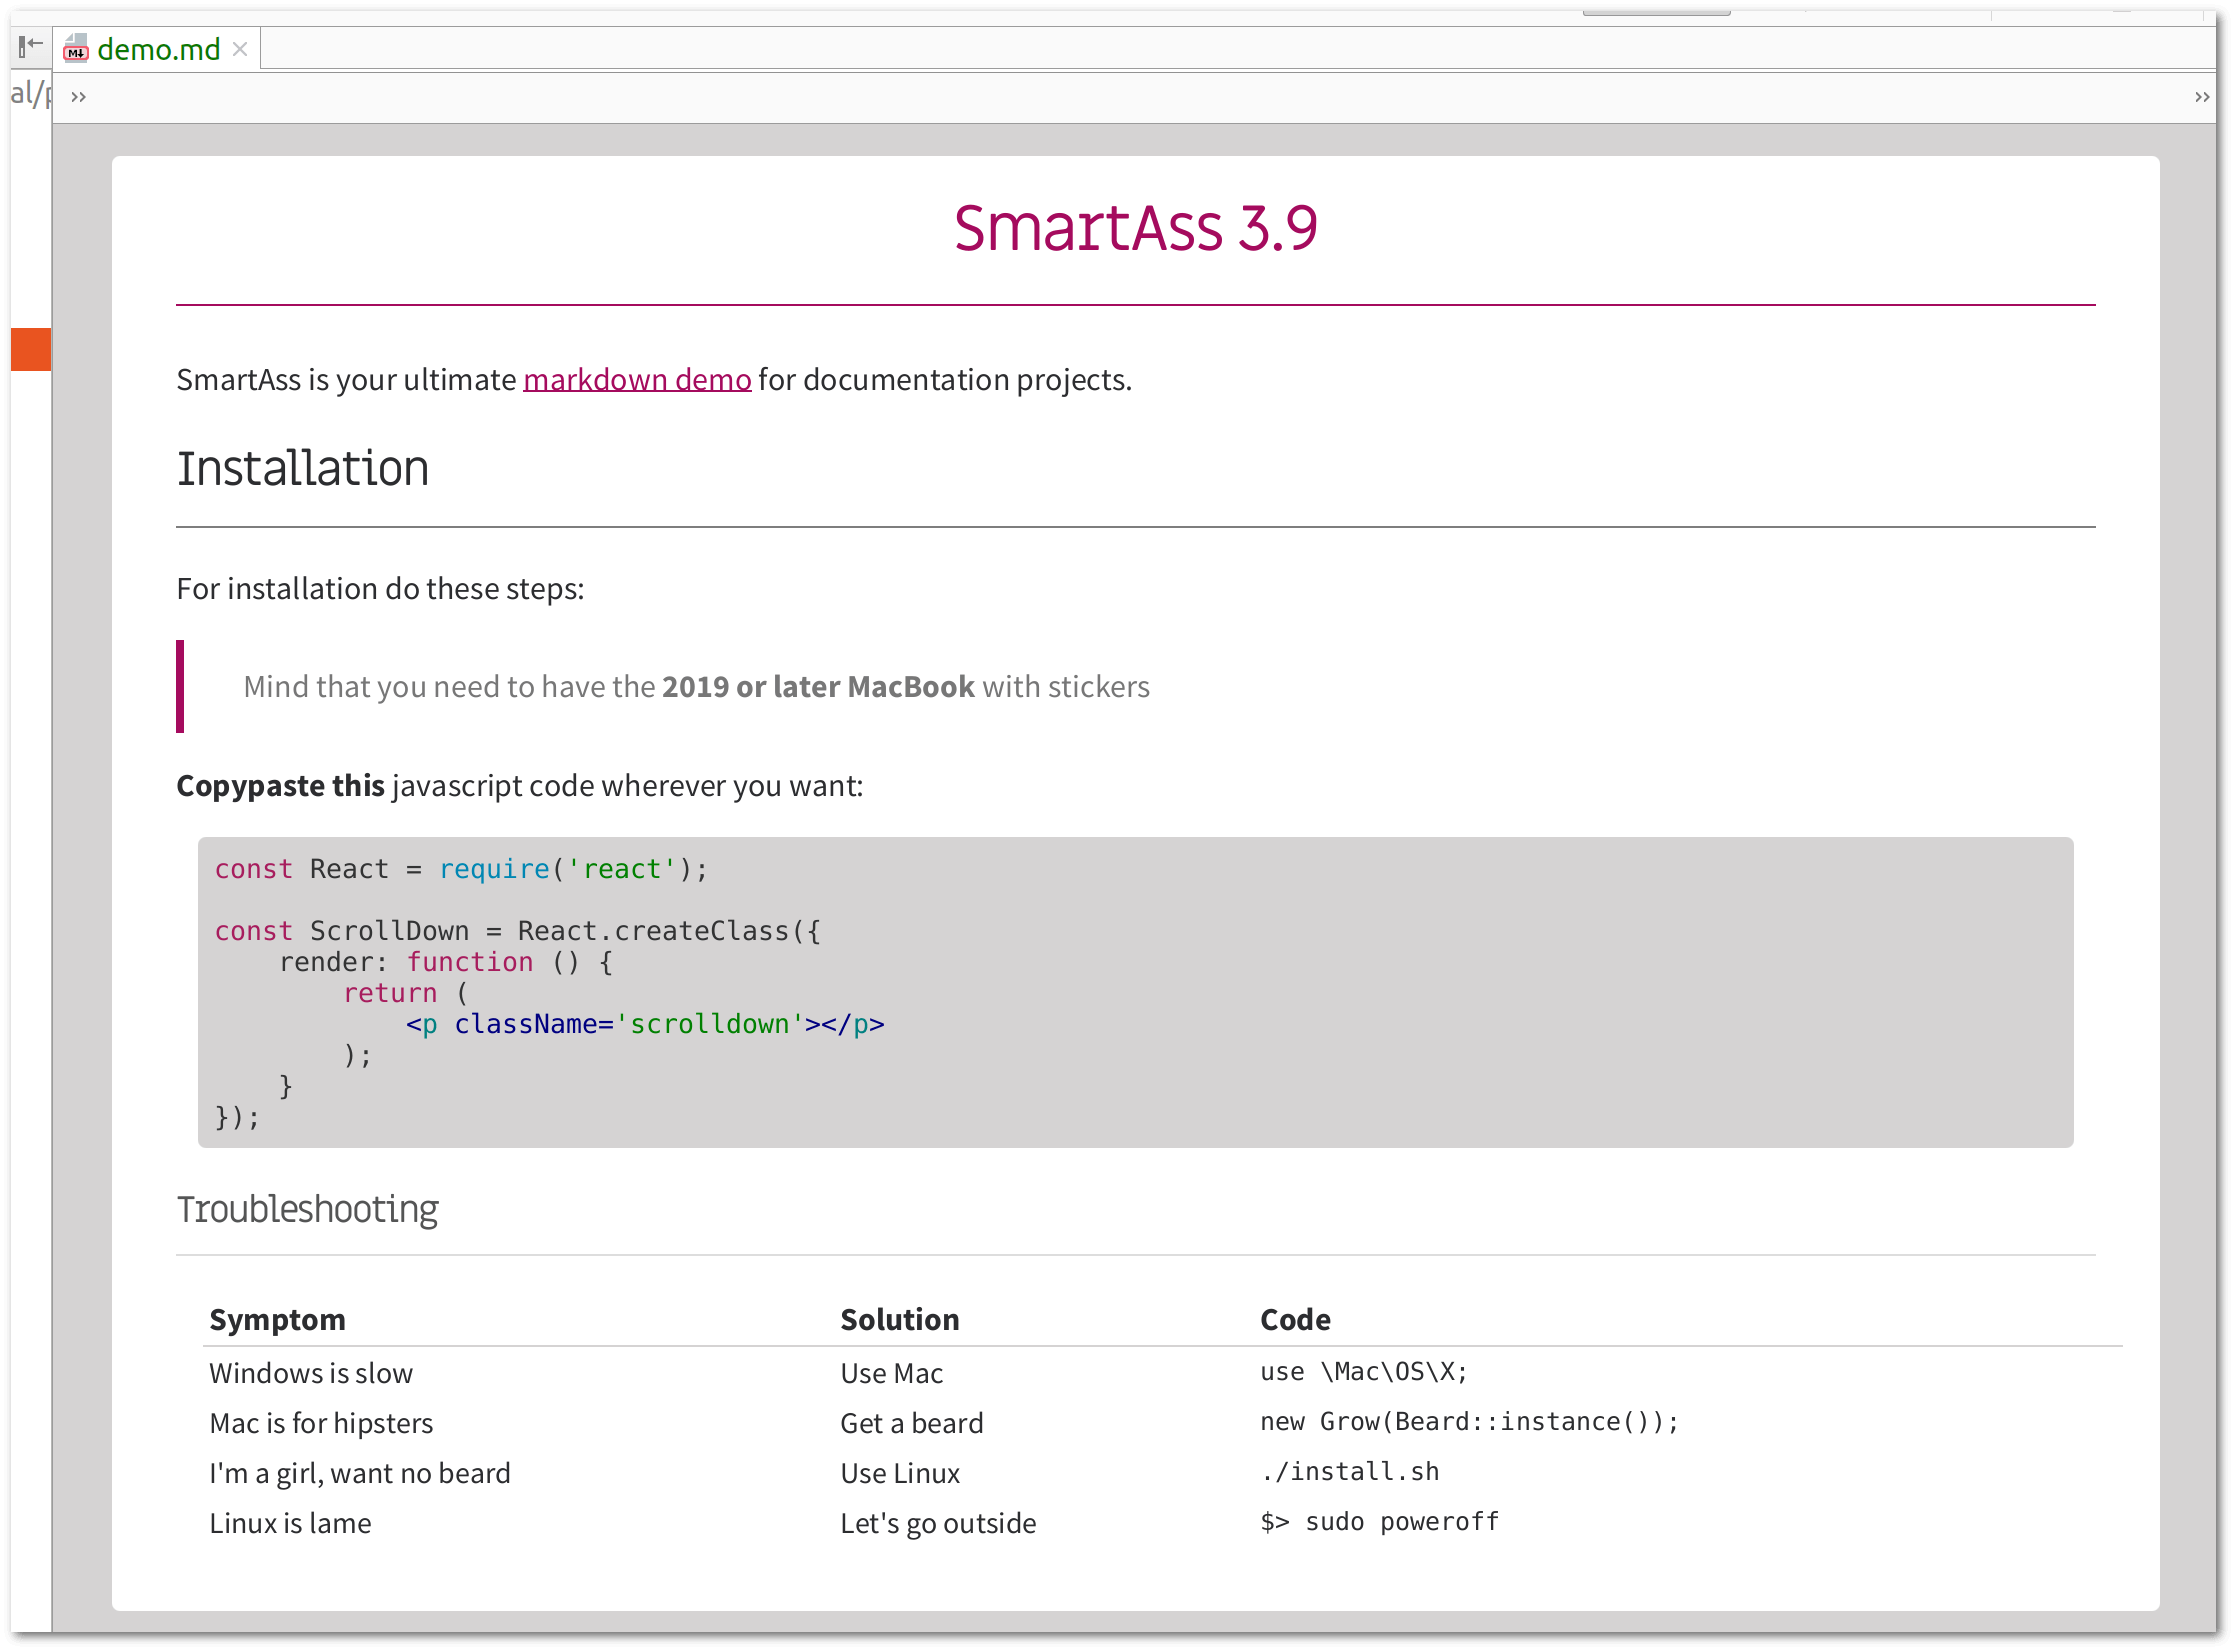 demo.md
al/p
SmartAss 3.9
SmartAss is your ultimate markdown demo for documentation projects.
Installation
For installation do these steps:
Mind that you need to have the 2019 or later MacBook with stickers
Copypaste this javascript code wherever you want:
const React = require('react');
const ScrollDown = React.createClass({
    render: function () {
        return (
            <p className='scrolldown'></p>
        );
    }
});
Troubleshooting
Symptom Solution Code
Windows is slow Use Mac use \Mac\OS\X;
Mac is for hipsters Get a beard new Grow(Beard::instance());
I'm a girl, want no beard Use Linux ./install.sh
Linux is lame Let's go outside $> sudo poweroff